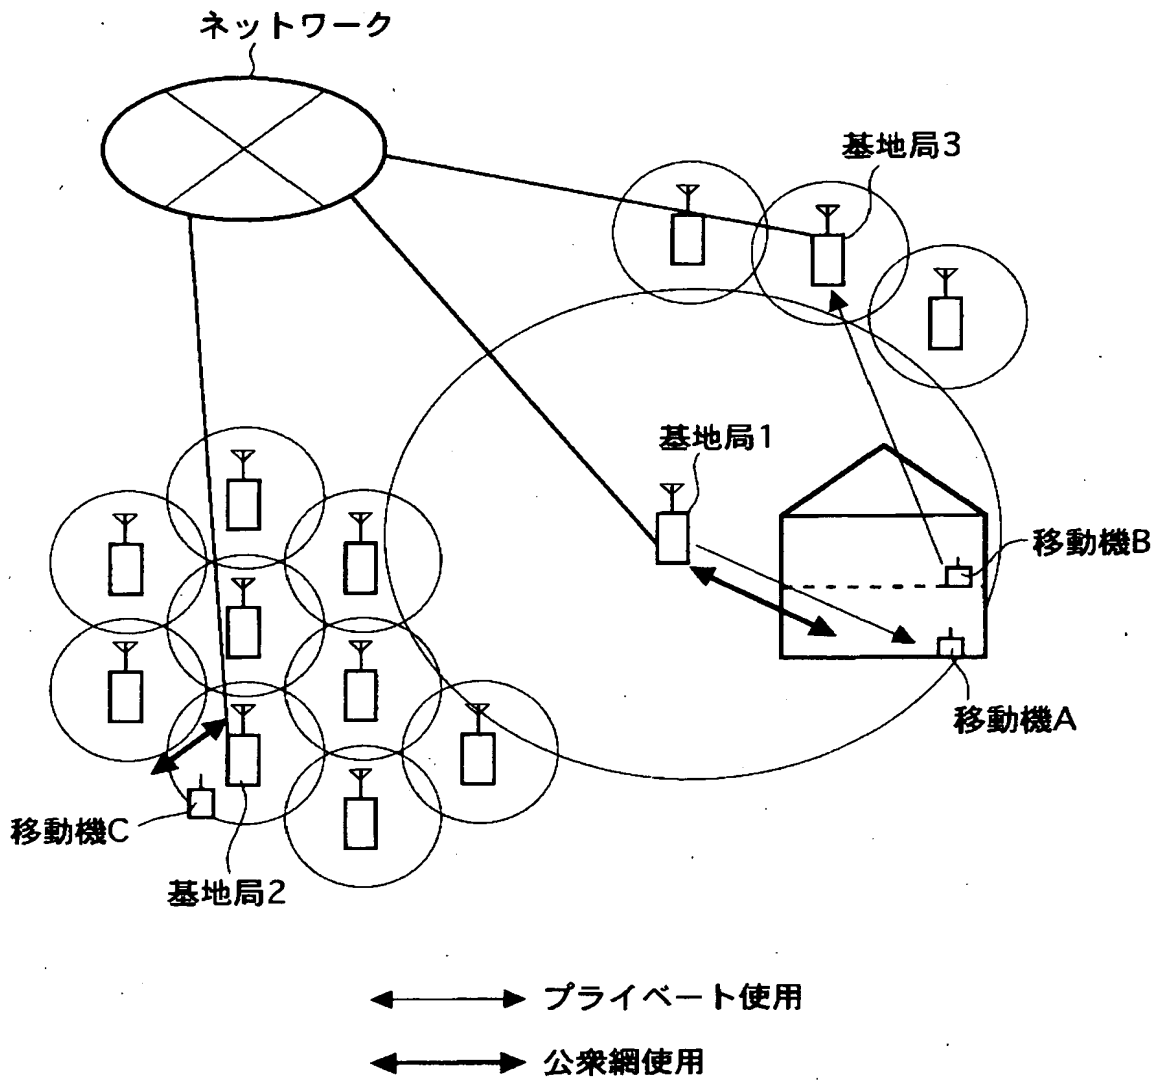 ネットワーク
基地局3
基地局1
移動機B
移動機A
移動機C
基地局2
プライベート使用
公衆網使用